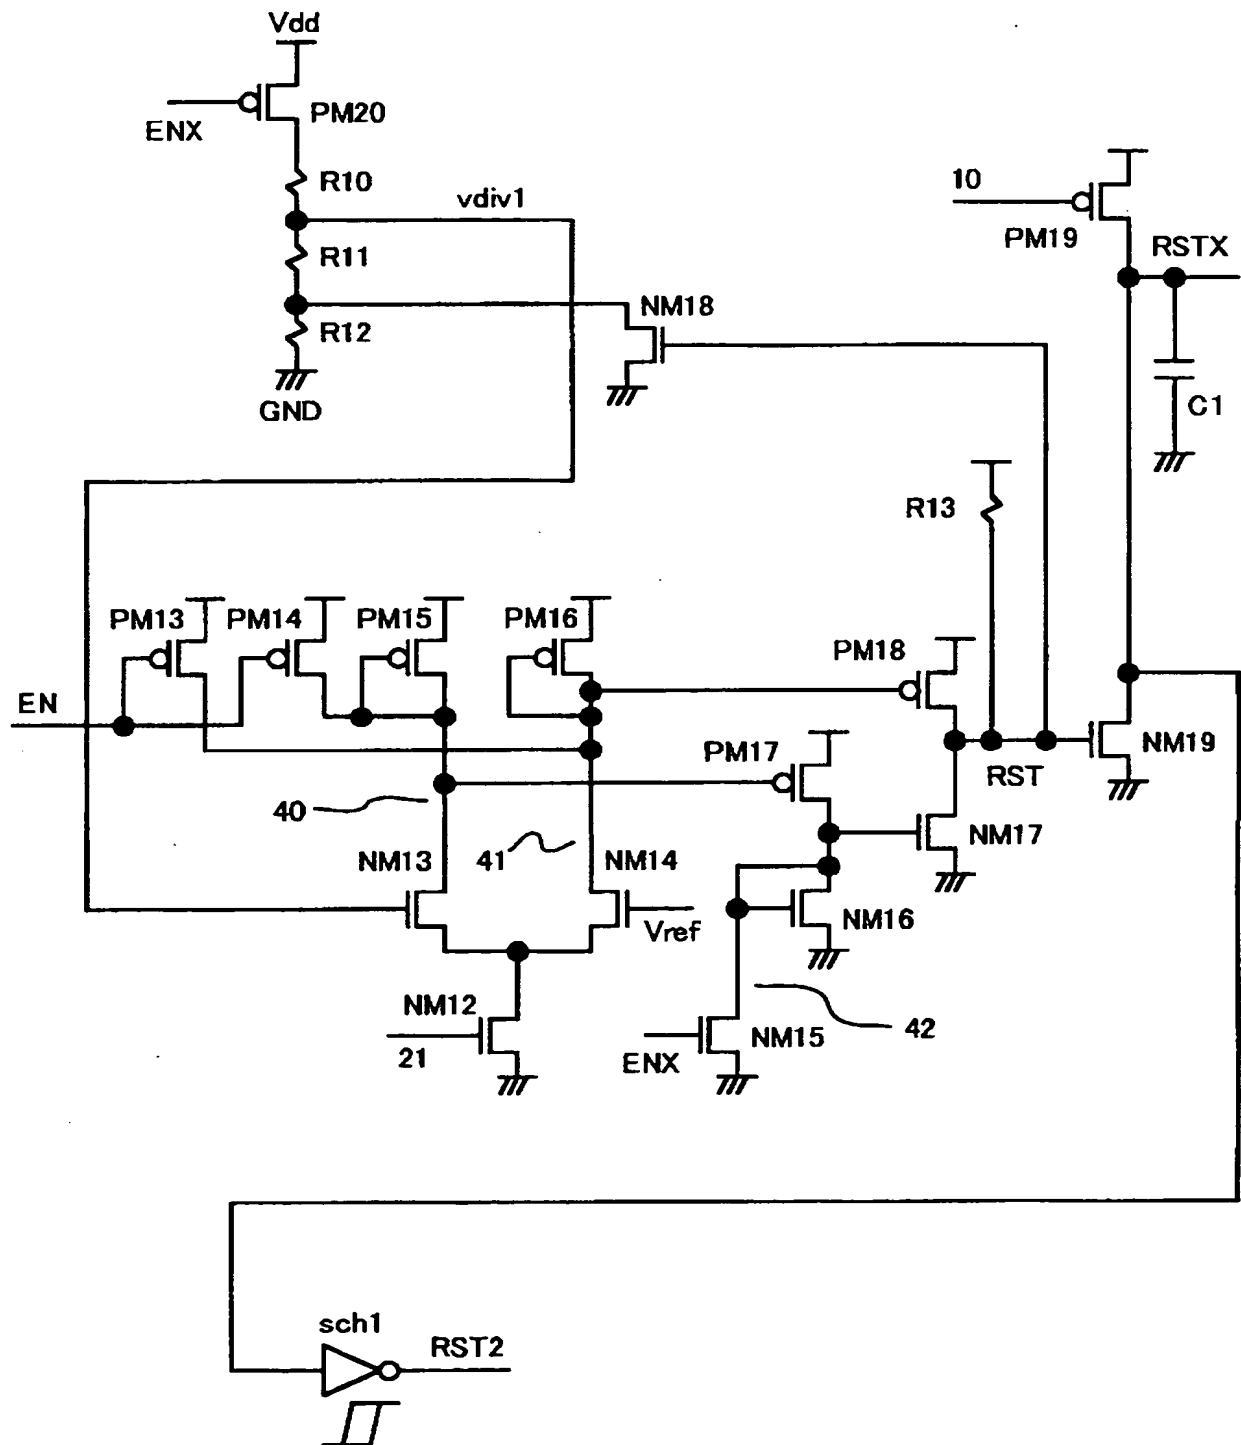 Vdd
PM20
ENX
R10
vdiv1
10
PM19
RSTX
R11
NM18
R12
GND
C1
R13
PM13
PM14
PM15
PM16
PM18
EN
PM17
RST
NM19
40
41
NM17
NM13
NM14
Vref
NM16
NM12
21
ENX
NM15
42
sch1
RST2